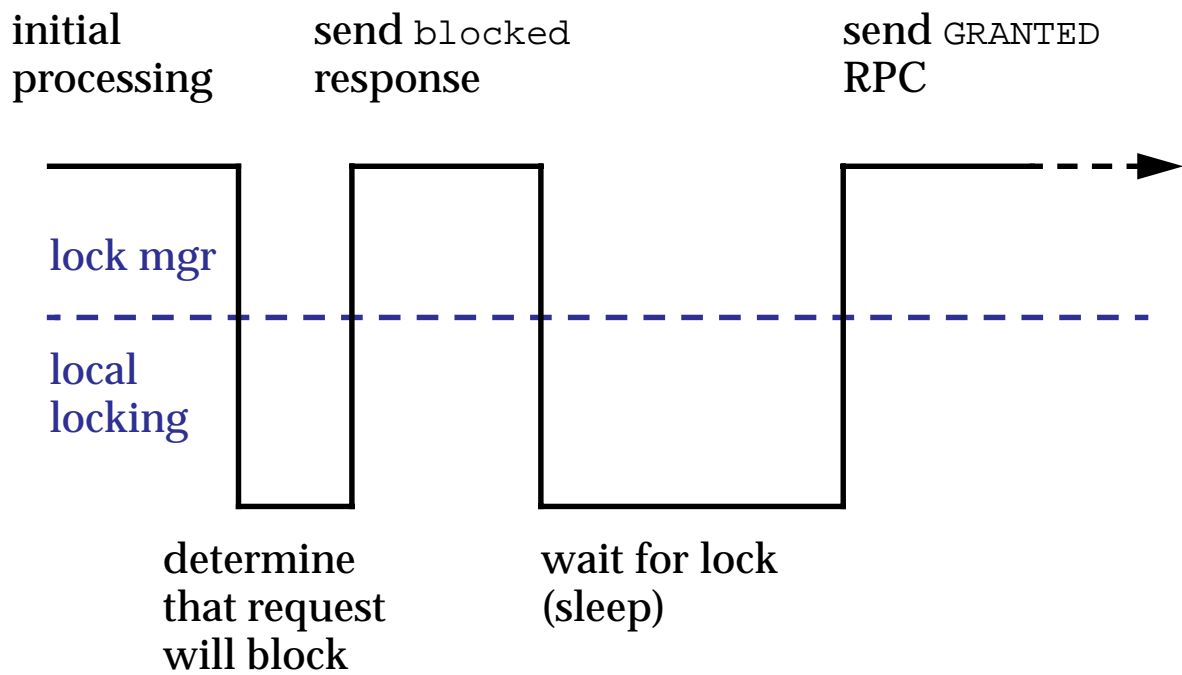 initial
processing
send blocked
response
send GRANTED
RPC
lock mgr
local
locking
determine
that request
will block
wait for lock
(sleep)